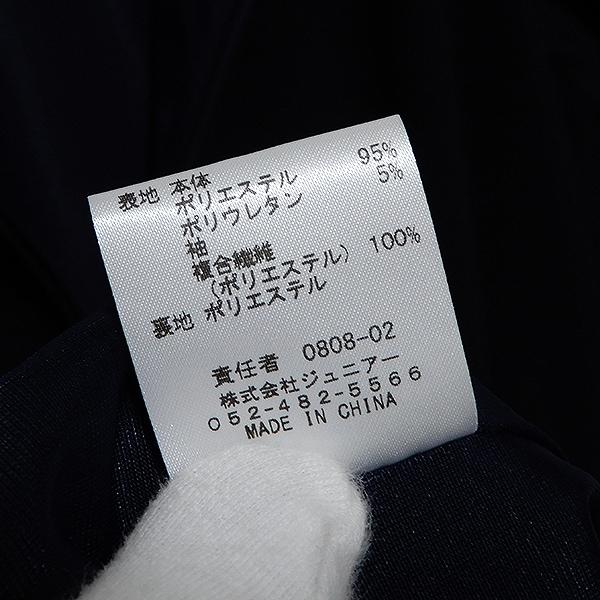 表地 本体
ポリエステル 95%
ポリウレタン 5%
袖
複合繊維
(ポリエステル) 100%
裏地 ポリエステル
責任者 0808-02
株式会社ジュニアー
052-482-5566
MADE IN CHINA